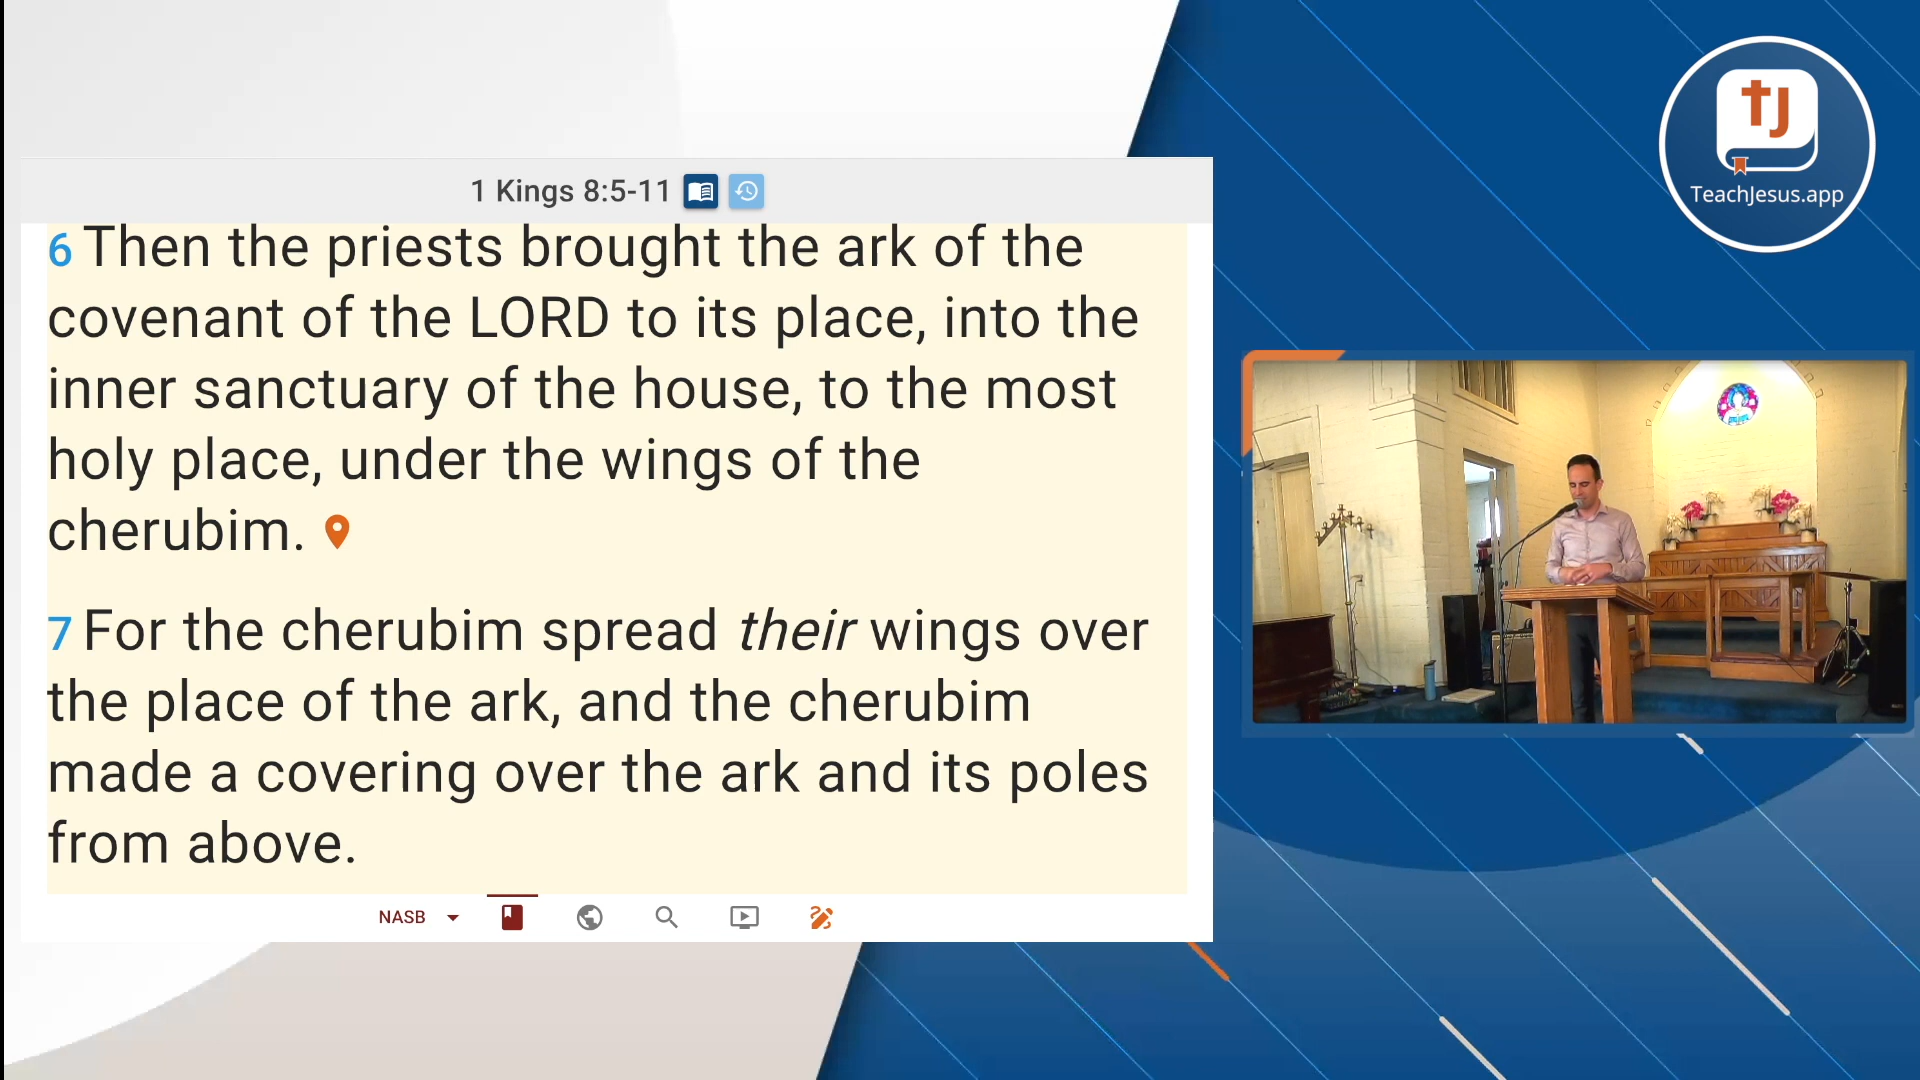 1 Kings 8:5-11
6 Then the priests brought the ark of the
covenant of the LORD to its place, into the
inner sanctuary of the house, to the most
holy place, under the wings of the
cherubim.
7 For the cherubim spread their wings over
the place of the ark, and the cherubim
made a covering over the ark and its poles
from above.
NASB
tJ
TeachJesus.app